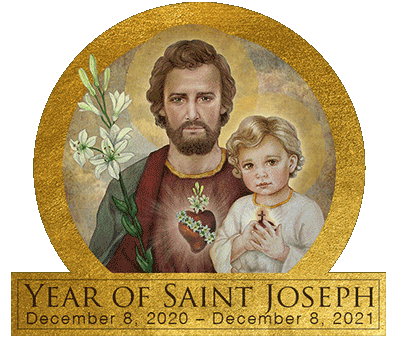 YEAR OF SAINT JOSEPH
December 8, 2020 – December 8, 2021